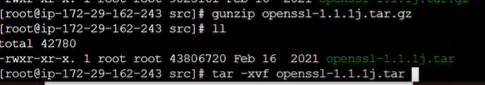 [root@ip-172-29-162-243 src]# gunzip openssl-1.1.1j.tar.gz
[root@ip-172-29-162-243 src]# ll
total 42780
-rwxr-xr-x. 1 root root 43806720 Feb 16 2021 openssl-1.1.1j.tar
[root@ip-172-29-162-243 src]# tar -xvf openssl-1.1.1j.tar